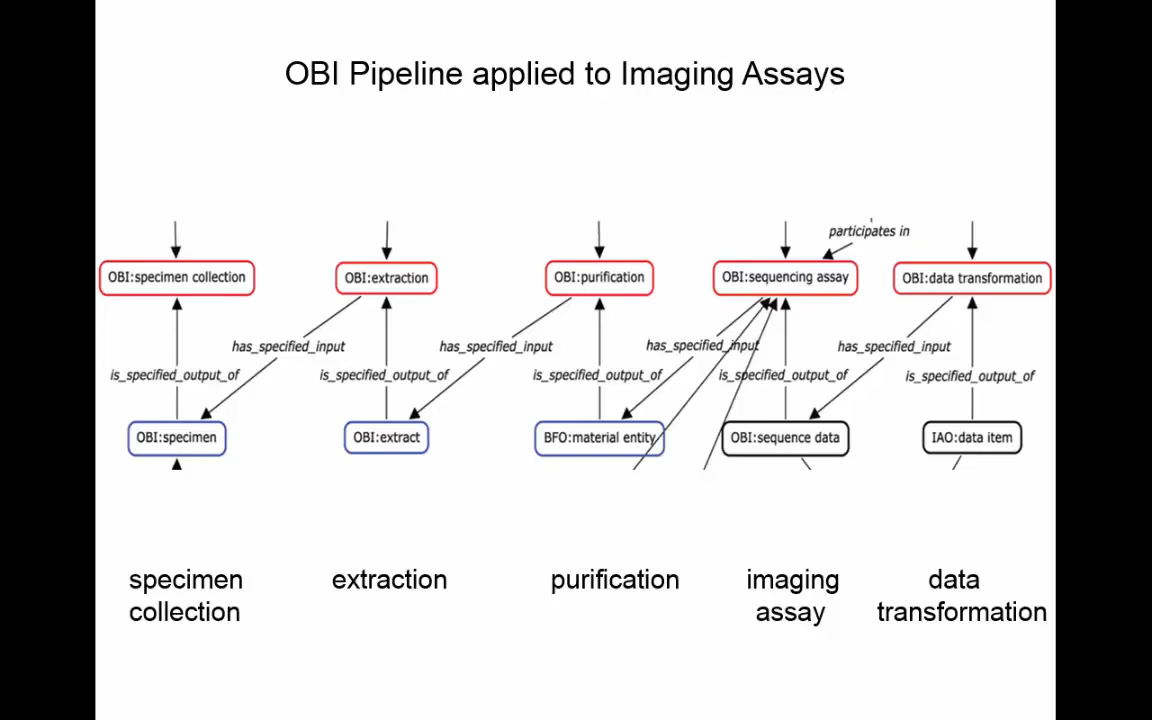 OBI Pipeline applied to Imaging Assays
participates in
OBI:specimen collection
OBI:extraction
OBI:purification
OBI:sequencing assay
OBI:data transformation
has_specified_input
has_specified_input
has_specified_input
has_specified_input
is_specified_output_of
is_specified_output_of
is_specified_output_of
is_specified_output_of
is_specified_output_of
OBI:specimen
OBI:extract
BFO:material entity
OBI:sequence data
IAO:data item
specimen
collection
extraction
purification
imaging
assay
data
transformation